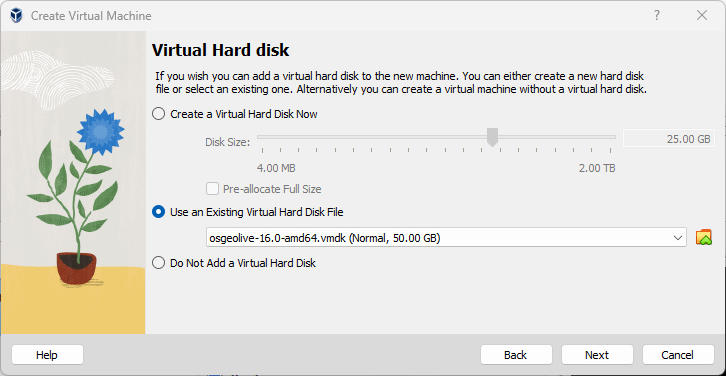 Create Virtual Machine
Virtual Hard disk
If you wish you can add a virtual hard disk to the new machine. You can either create a new hard disk
file or select an existing one. Alternatively you can create a virtual machine without a virtual hard disk.
Create a Virtual Hard Disk Now
Disk Size:
25.00 GB
4.00 MB
2.00 TB
Pre-allocate Full Size
Use an Existing Virtual Hard Disk File
osgeolive-16.0-amd64.vmdk (Normal, 50.00 GB)
Do Not Add a Virtual Hard Disk
Help
Back
Next
Cancel